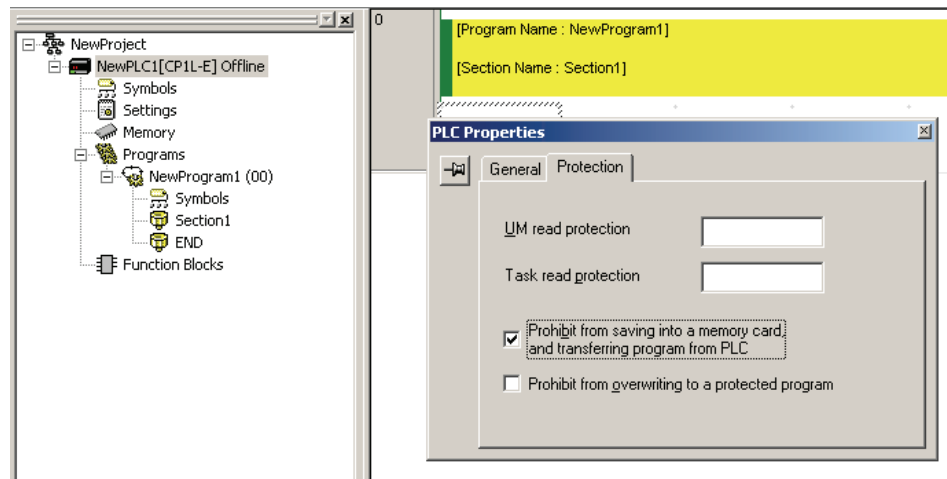 NewProject
NewPLC1[CP1L-E] Offline
Symbols
Settings
Memory
Programs
NewProgram1 (00)
Symbols
Section1
END
Function Blocks
0
[Program Name : NewProgram1]
[Section Name : Section1]
PLC Properties
General
Protection
UM read protection
Task read protection
Prohibit from saving into a memory card,
and transferring program from PLC
Prohibit from overwriting to a protected program